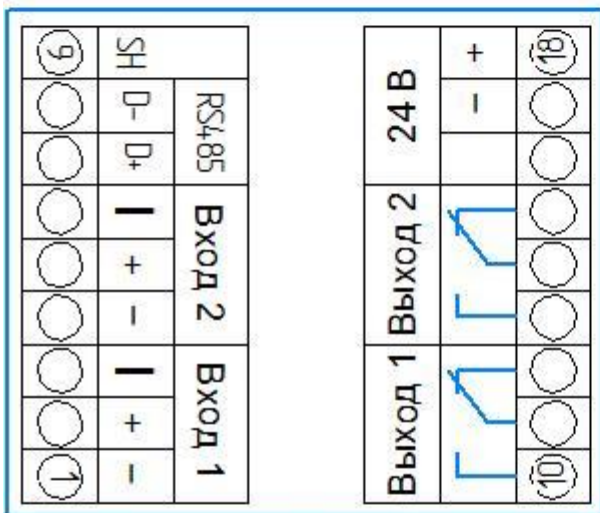 9 SH
D-
D+
RS485
I
+
−
Вход 2
I
+
−
Вход 1
1
24 В
+ 18
−
Выход 2
Выход 1
10